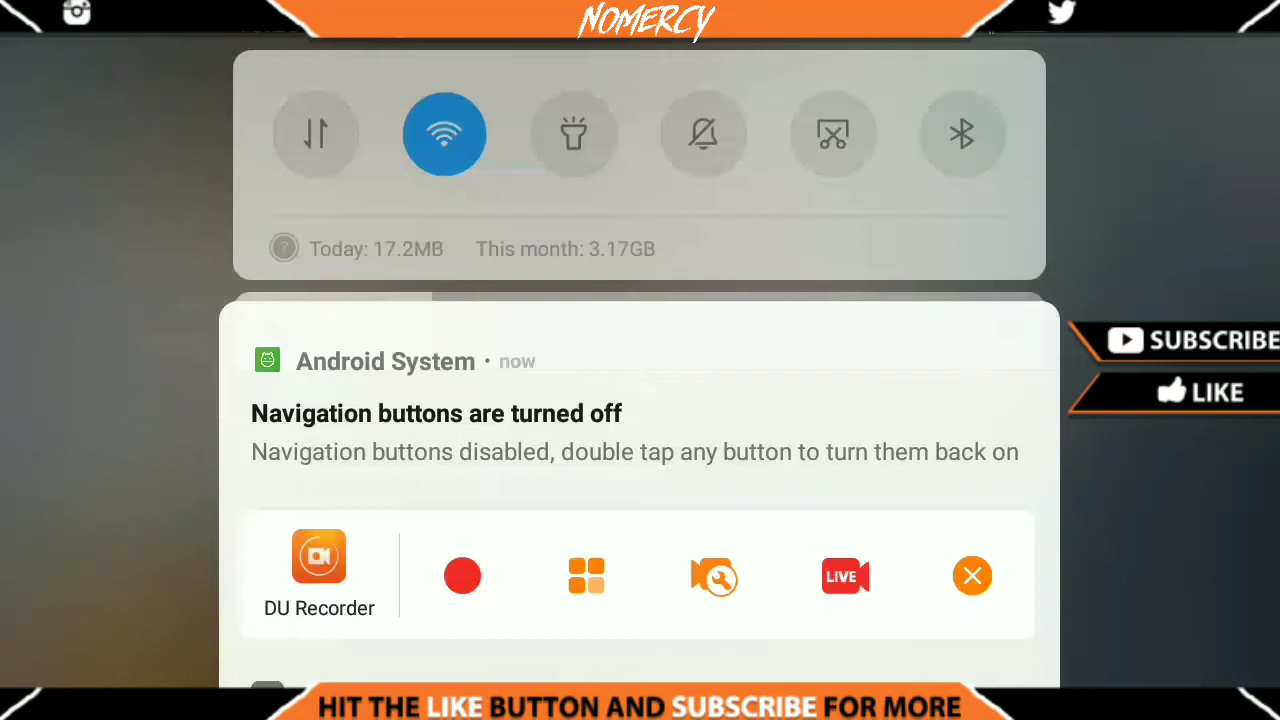 NOMERCY
Today: 17.2MB This month: 3.17GB
SUBSCRIBE
LIKE
Android System • now
Navigation buttons are turned off
Navigation buttons disabled, double tap any button to turn them back on
LIVE
DU Recorder
HIT THE LIKE BUTTON AND SUBSCRIBE FOR MORE